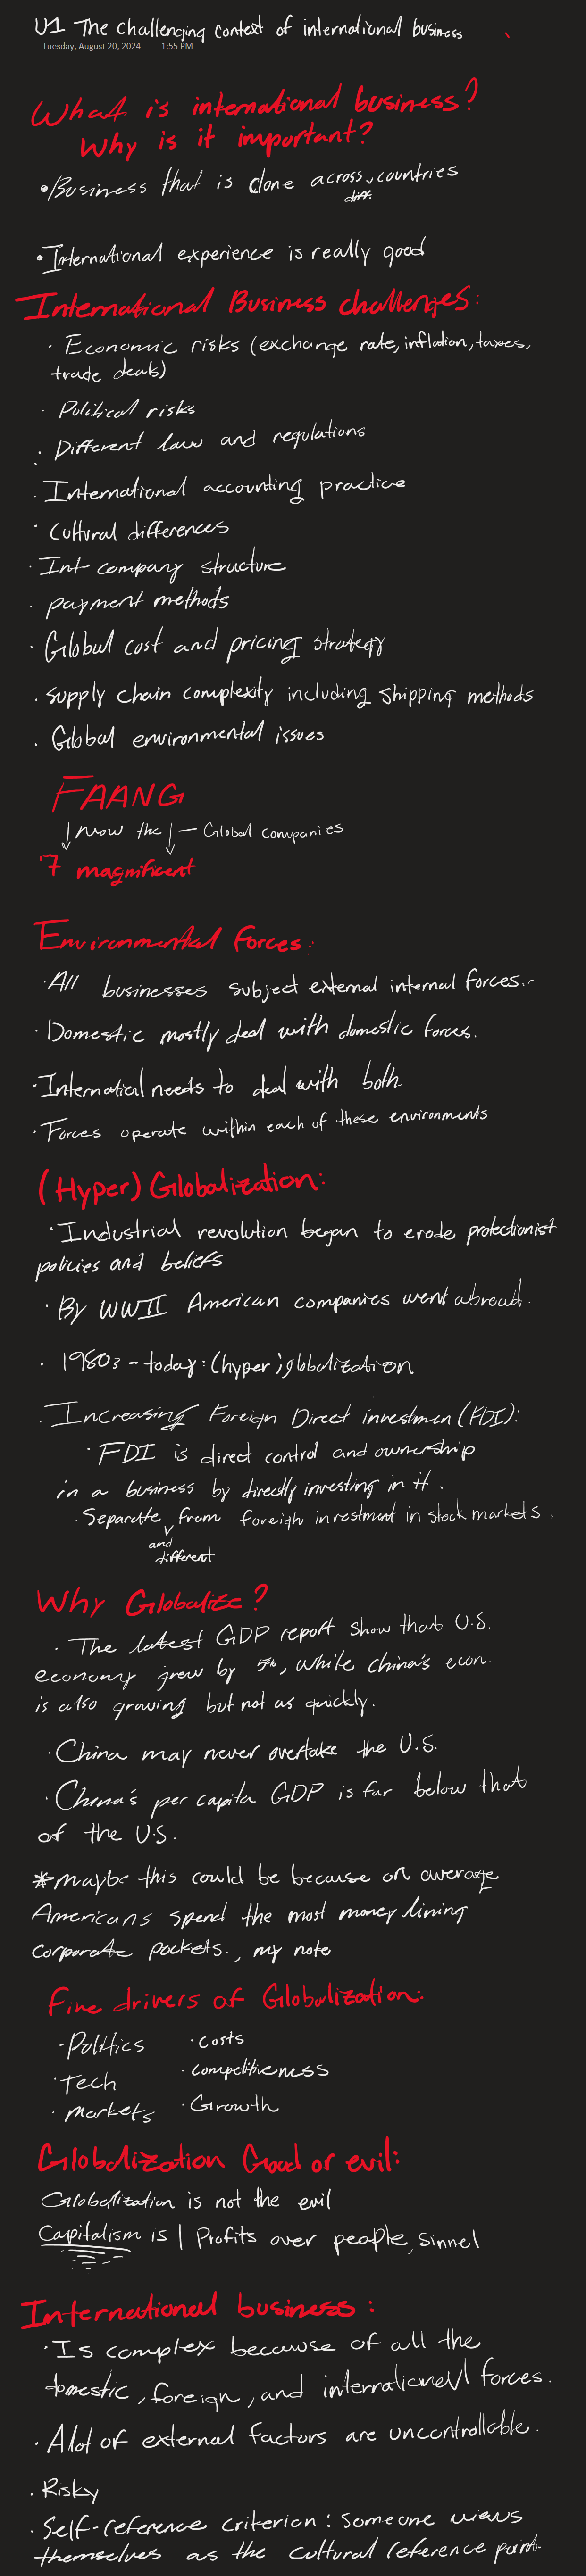 U1 The challenging context of international business
Tuesday, August 20, 2024 1:55 PM
What is international business?
Why is it important?
• Business that is done across countries
diff.
• International experience is really good
International Business challenges:
· Economic risks (exchange rate, inflation, taxes,
trade deals)
· Political risks
· Different law and regulations
· International accounting practice
· Cultural differences
· Int company structure
· payment methods
· Global cost and pricing strategy
· supply chain complexity including shipping methods
· Global environmental issues
FAANG
↓ now the ↓ — Global companies
'7 magnificent
Environmental Forces:
· All businesses subject external internal forces.
· Domestic mostly deal with domestic forces.
· Internatial needs to deal with both
· Forces operate within each of these environments
(Hyper) Globalization:
· Industrial revolution began to erode protectionist
policies and beliefs
· By WWII American companies went abroad.
· 1980s - today: (hyper) globalization
· Increasing Foreign Direct investmen (FDI):
· FDI is direct control and ownership
in a business by directly investing in it.
· Separate from foreign investment in stock markets.
and
different
Why Globalize?
· The latest GDP report show that U.S.
economy grew by 5%, while China's econ.
is also growing but not as quickly.
· China may never overtake the U.S.
· China's per capita GDP is far below that
of the U.S.
*maybe this could be because on average
Americans spend the most money lining
corporate pockets., my note
Five drivers of Globalization:
· Politics · costs
· Tech · competitiveness
· markets · Growth
Globalization Good or evil:
Globalization is not the evil
Capitalism is | Profits over people,
International business:
· Is complex because of all the
domestic, foreign, and international forces.
· A lot of external factors are uncontrollable.
· Risky
· Self-reference criterion: someone views
themselves as the cultural reference point.